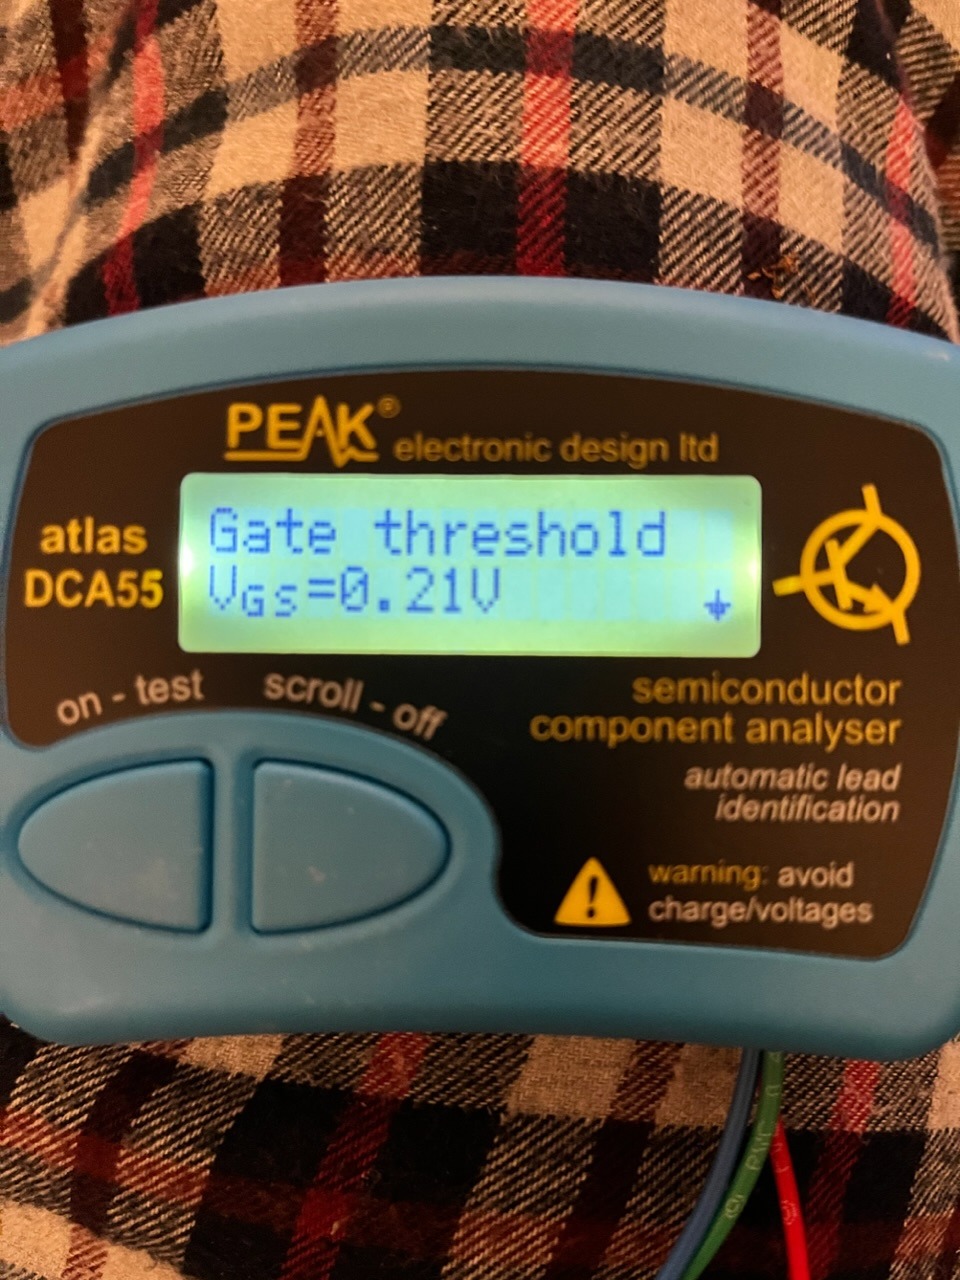 PEAK® electronic design ltd
atlas
DCA55
Gate threshold
VGS=0.21V
on - test scroll - off
semiconductor
component analyser
automatic lead
identification
warning: avoid
charge/voltages